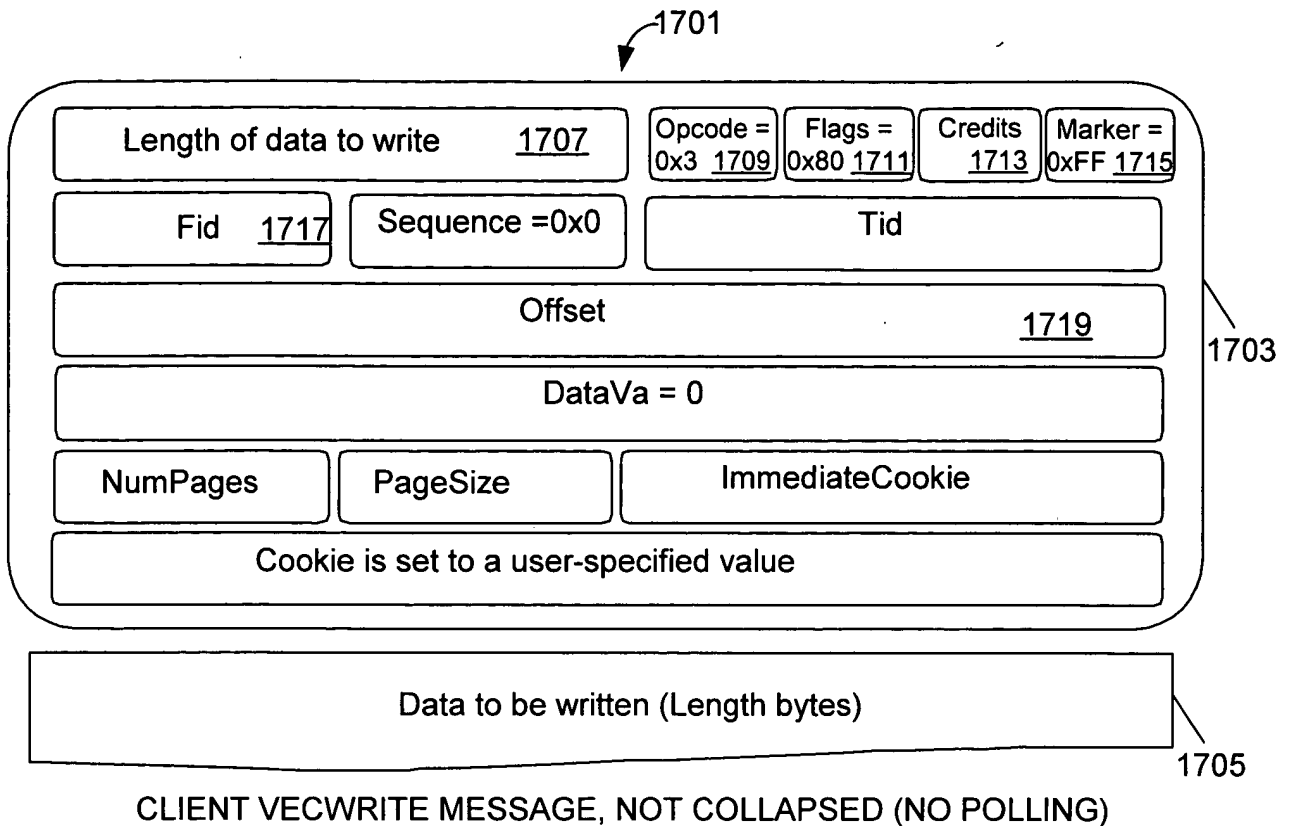 1701
Length of data to write 1707
Opcode =
0x3 1709
Flags =
0x80 1711
Credits
1713
Marker =
0xFF 1715
Fid 1717
Sequence =0x0
Tid
Offset
1719
1703
DataVa = 0
NumPages
PageSize
ImmediateCookie
Cookie is set to a user-specified value
Data to be written (Length bytes)
1705
CLIENT VECWRITE MESSAGE, NOT COLLAPSED (NO POLLING)